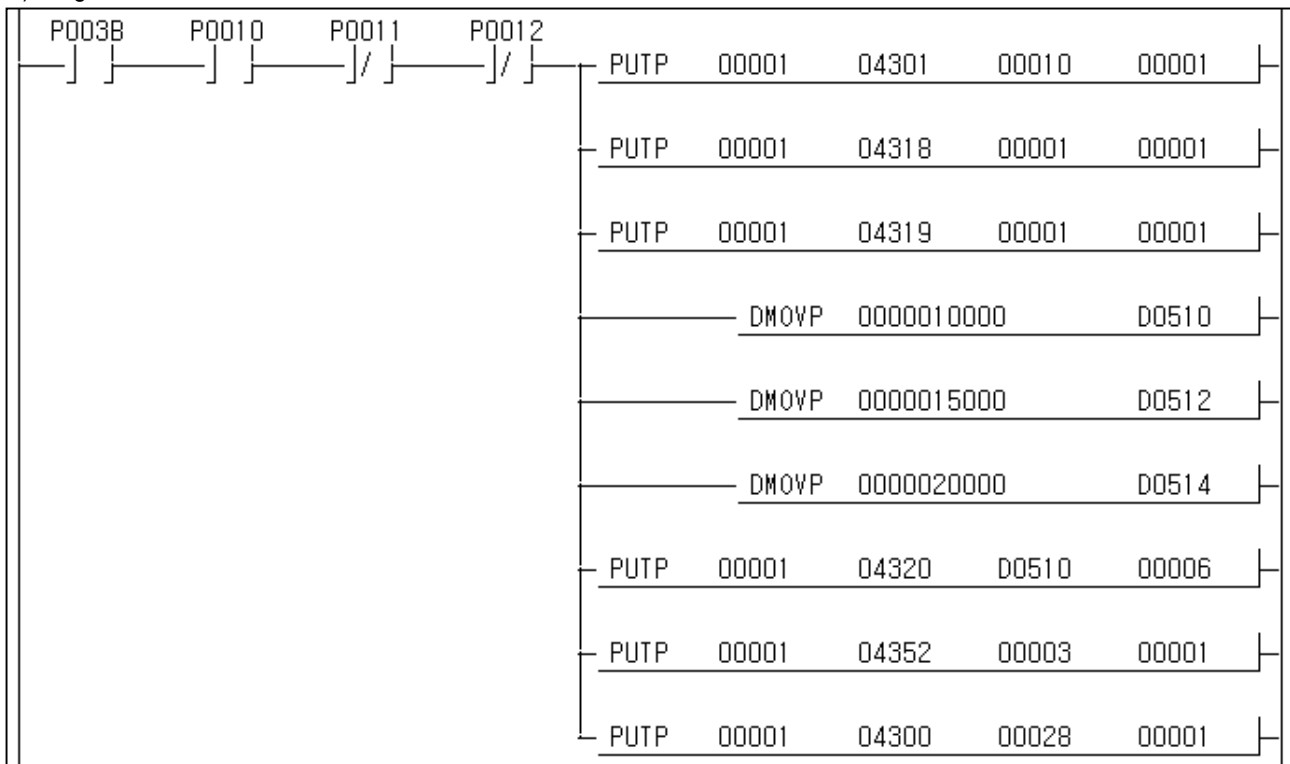 P003B P0010 P0011 P0012
PUTP 00001 04301 00010 00001
PUTP 00001 04318 00001 00001
PUTP 00001 04319 00001 00001
DMOVP 0000010000 D0510
DMOVP 0000015000 D0512
DMOVP 0000020000 D0514
PUTP 00001 04320 D0510 00006
PUTP 00001 04352 00003 00001
PUTP 00001 04300 00028 00001